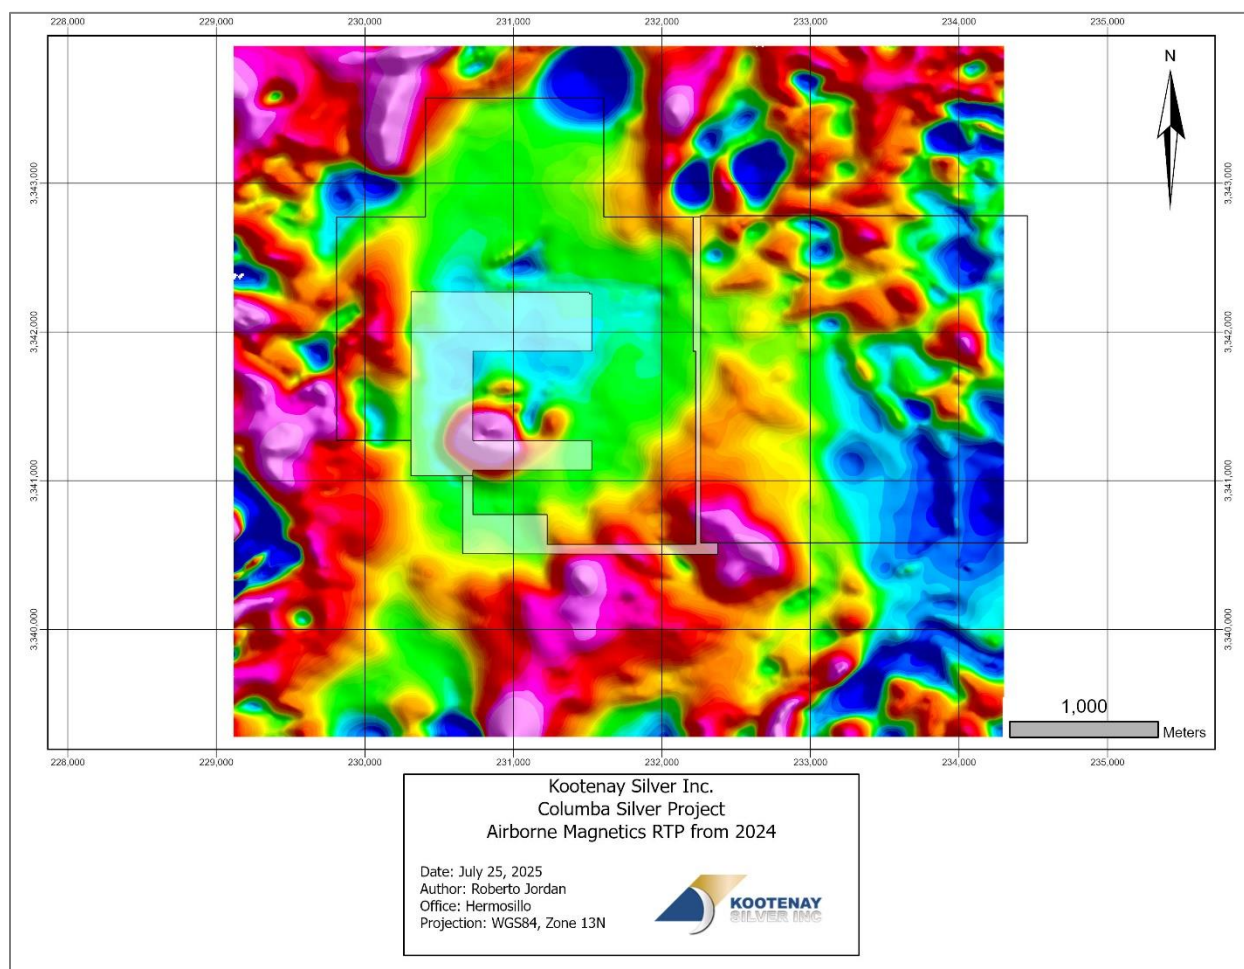 228,000 229,000 230,000 231,000 232,000 233,000 234,000 235,000
N
3,343,000 3,343,000
3,342,000 3,342,000
3,341,000 3,341,000
3,340,000 3,340,000
1,000
Meters
228,000 229,000 230,000 231,000 232,000 233,000 234,000 235,000
Kootenay Silver Inc.
Columba Silver Project
Airborne Magnetics RTP from 2024
Date: July 25, 2025
Author: Roberto Jordan
Office: Hermosillo
Projection: WGS84, Zone 13N
KOOTENAY
SILVER INC